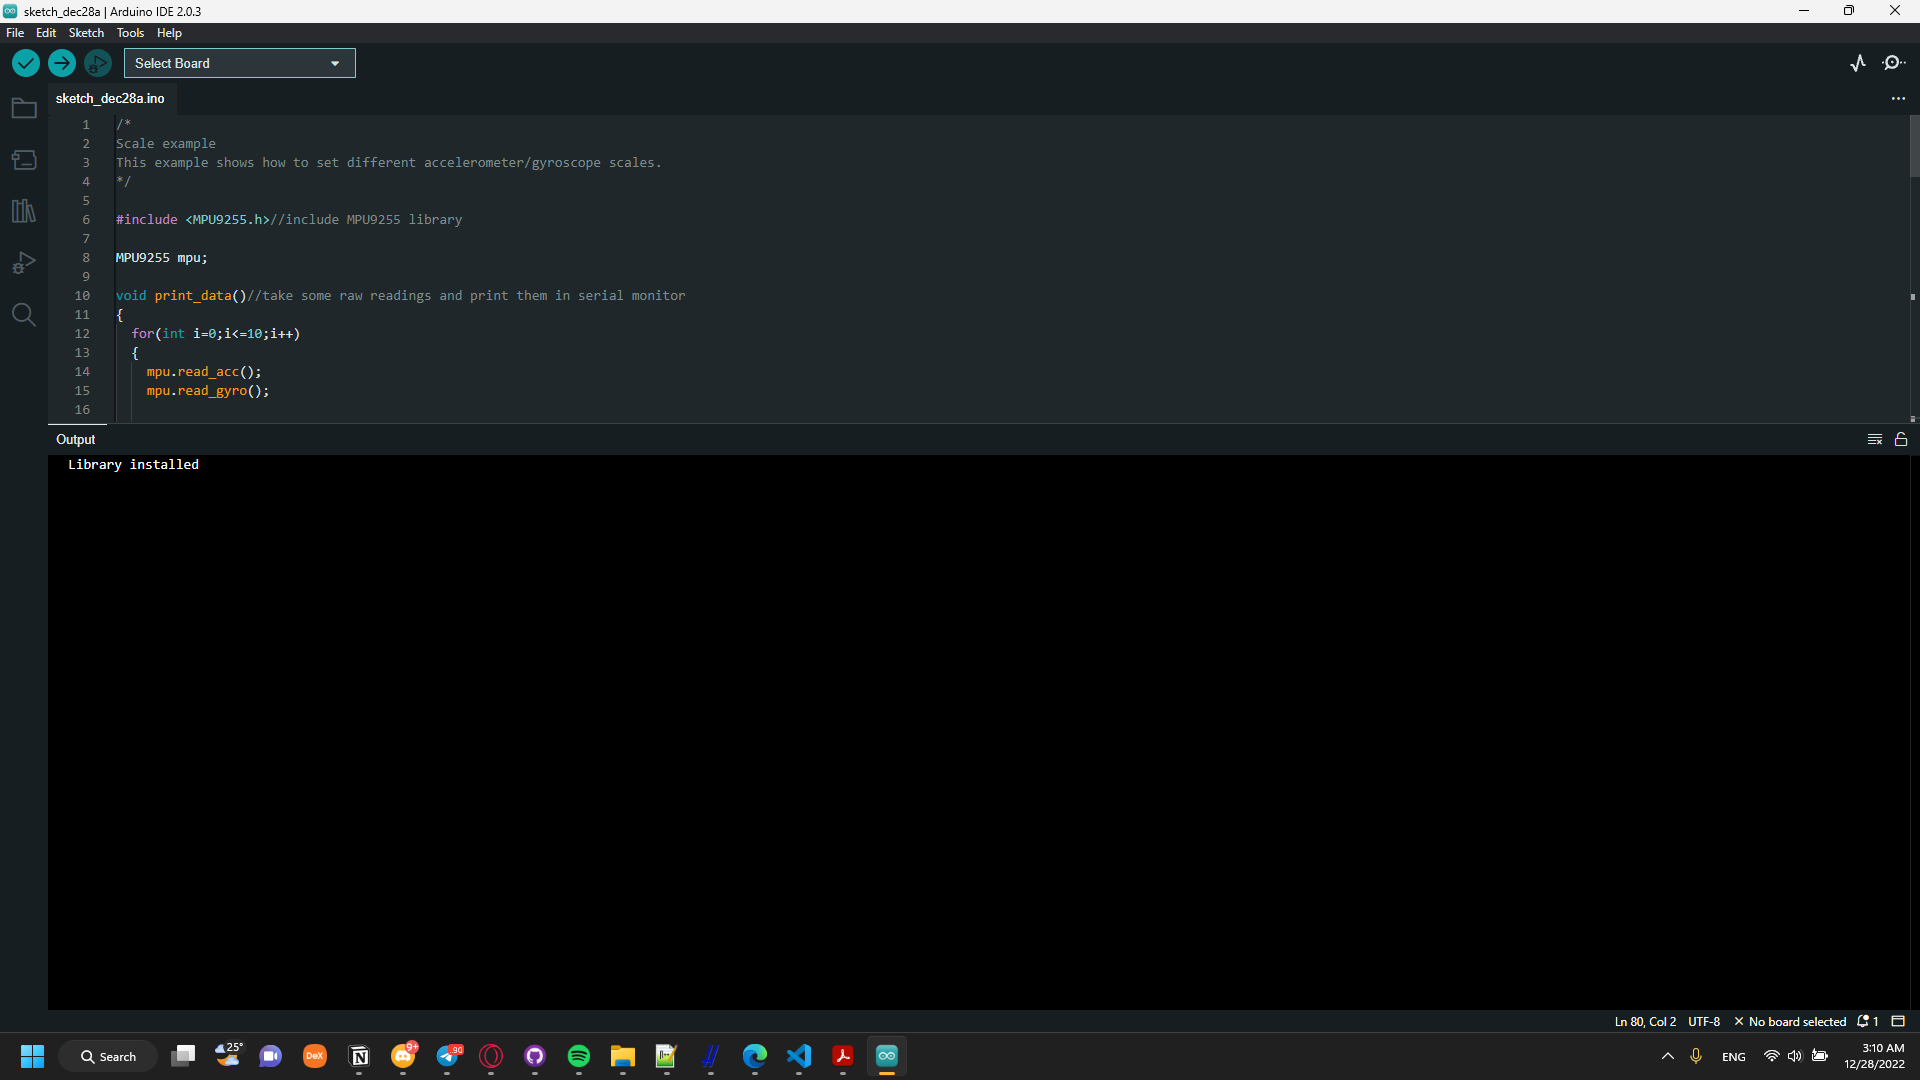 sketch_dec28a | Arduino IDE 2.0.3
File Edit Sketch Tools Help
Select Board
sketch_dec28a.ino
1 /*
2 Scale example
3 This example shows how to set different accelerometer/gyroscope scales.
4 */
5
6 #include <MPU9255.h>//include MPU9255 library
7
8 MPU9255 mpu;
9
10 void print_data()//take some raw readings and print them in serial monitor
11 {
12 for(int i=0;i<=10;i++)
13 {
14 mpu.read_acc();
15 mpu.read_gyro();
16
Output
Library installed
Ln 80, Col 2 UTF-8 No board selected 1
Search
25°
DeX
9+
.90
ENG
3:10 AM
12/28/2022